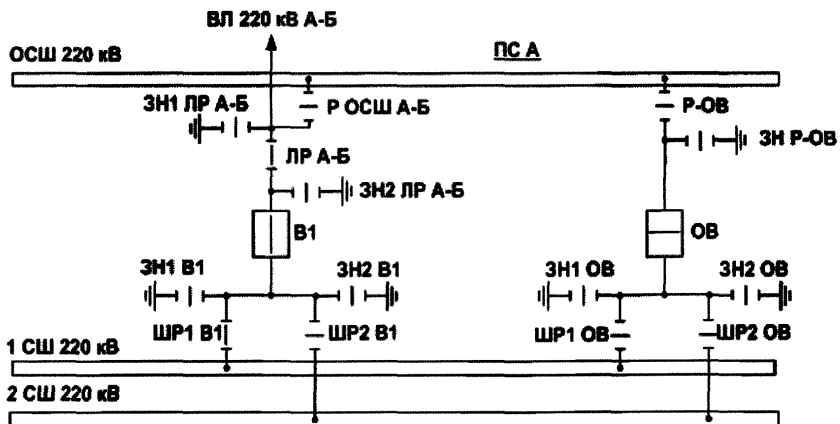 ВЛ 220 кВ А-Б
ОСШ 220 кВ
ПС А
ЗН1 ЛР А-Б
Р ОСШ А-Б
Р-ОВ
ЗН Р-ОВ
ЛР А-Б
ЗН2 ЛР А-Б
В1
ОВ
ЗН1 В1
ЗН2 В1
ЗН1 ОВ
ЗН2 ОВ
ШР1 В1
ШР2 В1
ШР1 ОВ
ШР2 ОВ
1 СШ 220 кВ
2 СШ 220 кВ